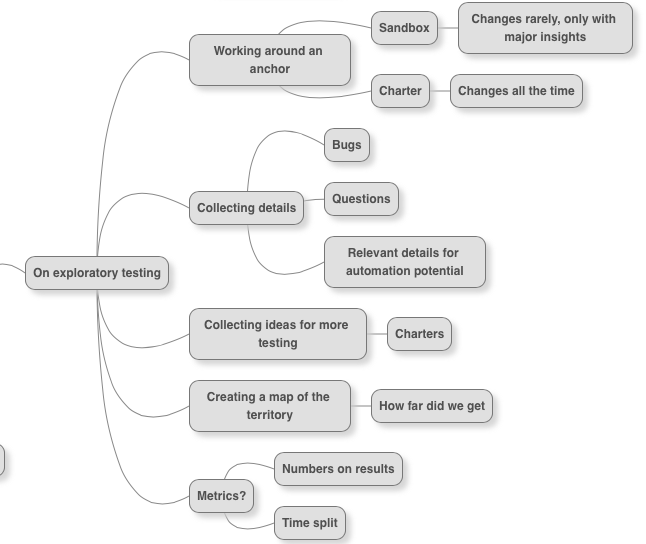 Changes rarely, only with
major insights
Sandbox
Working around an
anchor
Charter
Changes all the time
Bugs
Questions
Collecting details
Relevant details for
automation potential
On exploratory testing
Collecting ideas for more
testing
Charters
Creating a map of the
territory
How far did we get
Numbers on results
Metrics?
Time split